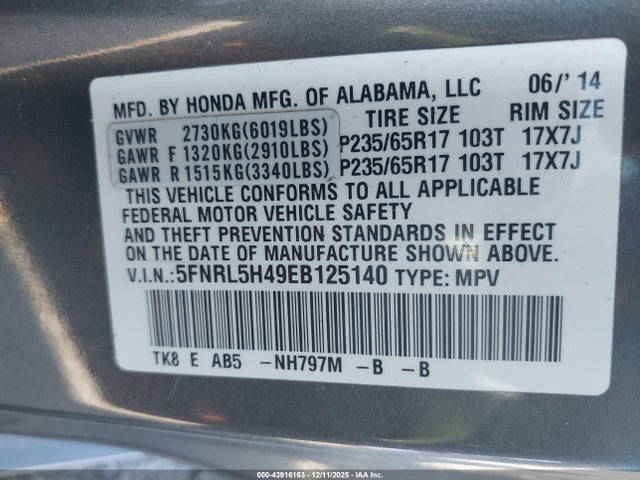 MFD. BY HONDA MFG. OF ALABAMA, LLC 06/' 14
TIRE SIZE RIM SIZE
GVWR 2730KG(6019LBS)
GAWR F 1320KG(2910LBS) P235/65R17 103T 17X7J
GAWR R 1515KG(3340LBS) P235/65R17 103T 17X7J
THIS VEHICLE CONFORMS TO ALL APPLICABLE
FEDERAL MOTOR VEHICLE SAFETY
AND THEFT PREVENTION STANDARDS IN EFFECT
ON THE DATE OF MANUFACTURE SHOWN ABOVE.
V.I.N.:5FNRL5H49EB125140 TYPE: MPV
TK8 E AB5 -NH797M -B -B
000-43916163 - 12/11/2025 - IAAI.COM